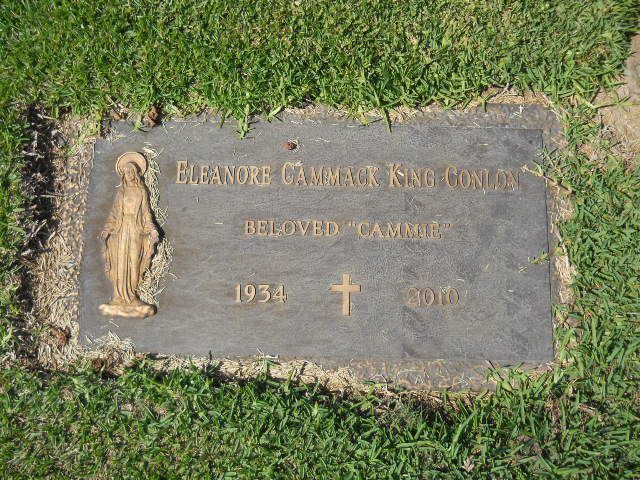 ELEANORE CAMMACK KING CONLON
BELOVED "CAMMIE"
1934 2010